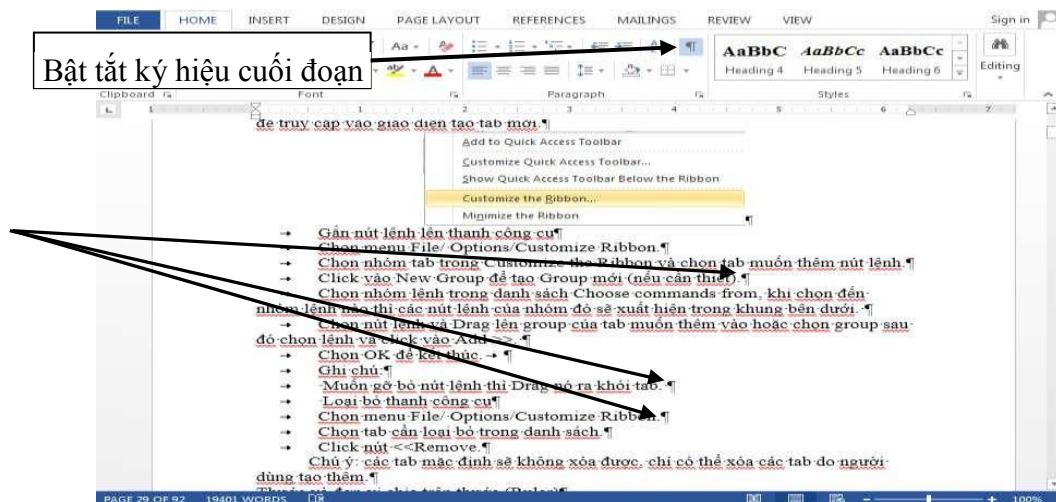 FILE HOME INSERT DESIGN PAGE LAYOUT REFERENCES MAILINGS REVIEW VIEW Sign in
Bật tắt ký hiệu cuối đoạn
Aa
AaBbC AaBbCc AaBbCc
Heading 4 Heading 5 Heading 6
Editing
Clipboard Font Paragraph Styles
1 1 2 3 4 5 6 7
để truy cập vào giao diện tạo tab mới.¶
Add to Quick Access Toolbar
Customize Quick Access Toolbar...
Show Quick Access Toolbar Below the Ribbon
Customize the Ribbon...
Minimize the Ribbon
¶
→ Gắn·nút·lệnh·lên·thanh·công·cụ¶
→ Chọn·menu·File/·Options/Customize·Ribbon.¶
→ Chọn·nhóm·tab·trong·Customize·the·Ribbon·và·chọn·tab·muốn·thêm·nút·lệnh.¶
→ Click·vào·New·Group·để·tạo·Group·mới·(nếu·cần·thiết).¶
Chọn·nhóm·lệnh·trong·danh·sách·Choose·commands·from,·khi·chọn·đến·
nhóm·lệnh·nào·thì·các·nút·lệnh·của·nhóm·đó·sẽ·xuất·hiện·trong·khung·bên·dưới.·¶
→ Chọn·nút·lệnh·và·Drag·lên·group·của·tab·muốn·thêm·vào·hoặc·chọn·group·sau·
đó·chọn·lệnh·và·click·vào·Add·>>.·¶
→ Chọn·OK·để·kết·thúc.→ ¶
→ Ghi·chú:¶
→ ·Muốn·gỡ·bỏ·nút·lệnh·thì·Drag·nó·ra·khỏi·tab.·¶
→ ·Loại·bỏ·thanh·công·cụ¶
→ Chọn·menu·File/·Options/Customize·Ribbon.¶
→ Chọn·tab·cần·loại·bỏ·trong·danh·sách.¶
→ Click·nút·<<Remove.¶
Chú·ý:·các·tab·mặc·định·sẽ·không·xóa·được,·chỉ·có·thể·xóa·các·tab·do·người·
dùng·tạo·thêm.¶
PAGE 29 OF 92 19401 WORDS 100%